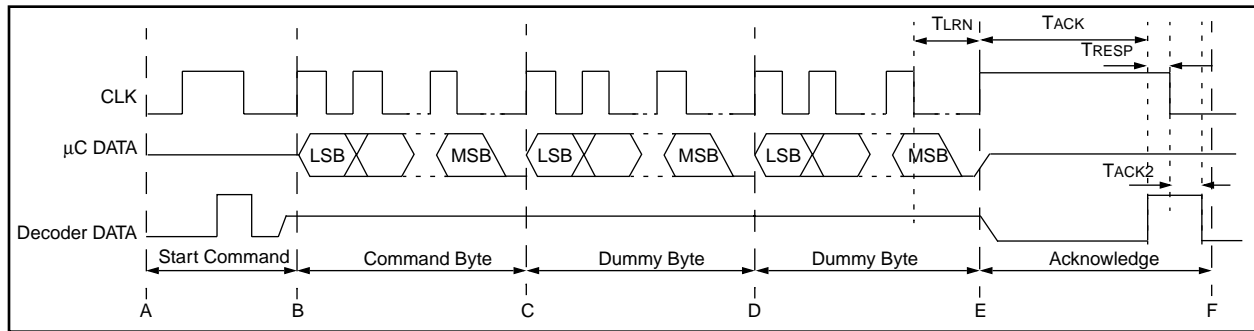 TLRN
TACK
TRESP
CLK
µC DATA
LSB
MSB
LSB
MSB
LSB
MSB
TACK2
Decoder DATA
Start Command
Command Byte
Dummy Byte
Dummy Byte
Acknowledge
A
B
C
D
E
F